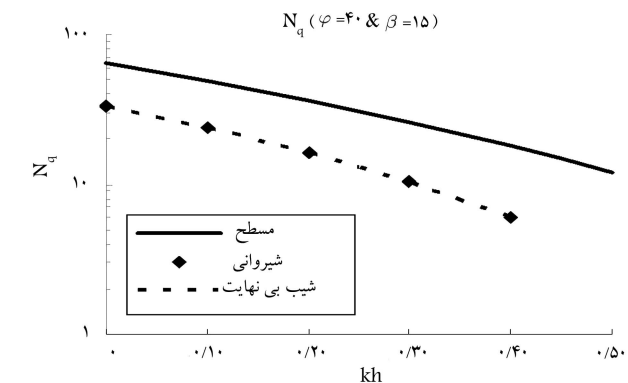 N_q (φ=۴۰ & β=۱۵)
۱۰۰
۱۰
۱
N_q
مسطح
شیروانی
شیب بی نهایت
۰ ۰/۱۰ ۰/۲۰ ۰/۳۰ ۰/۴۰ ۰/۵۰
kh